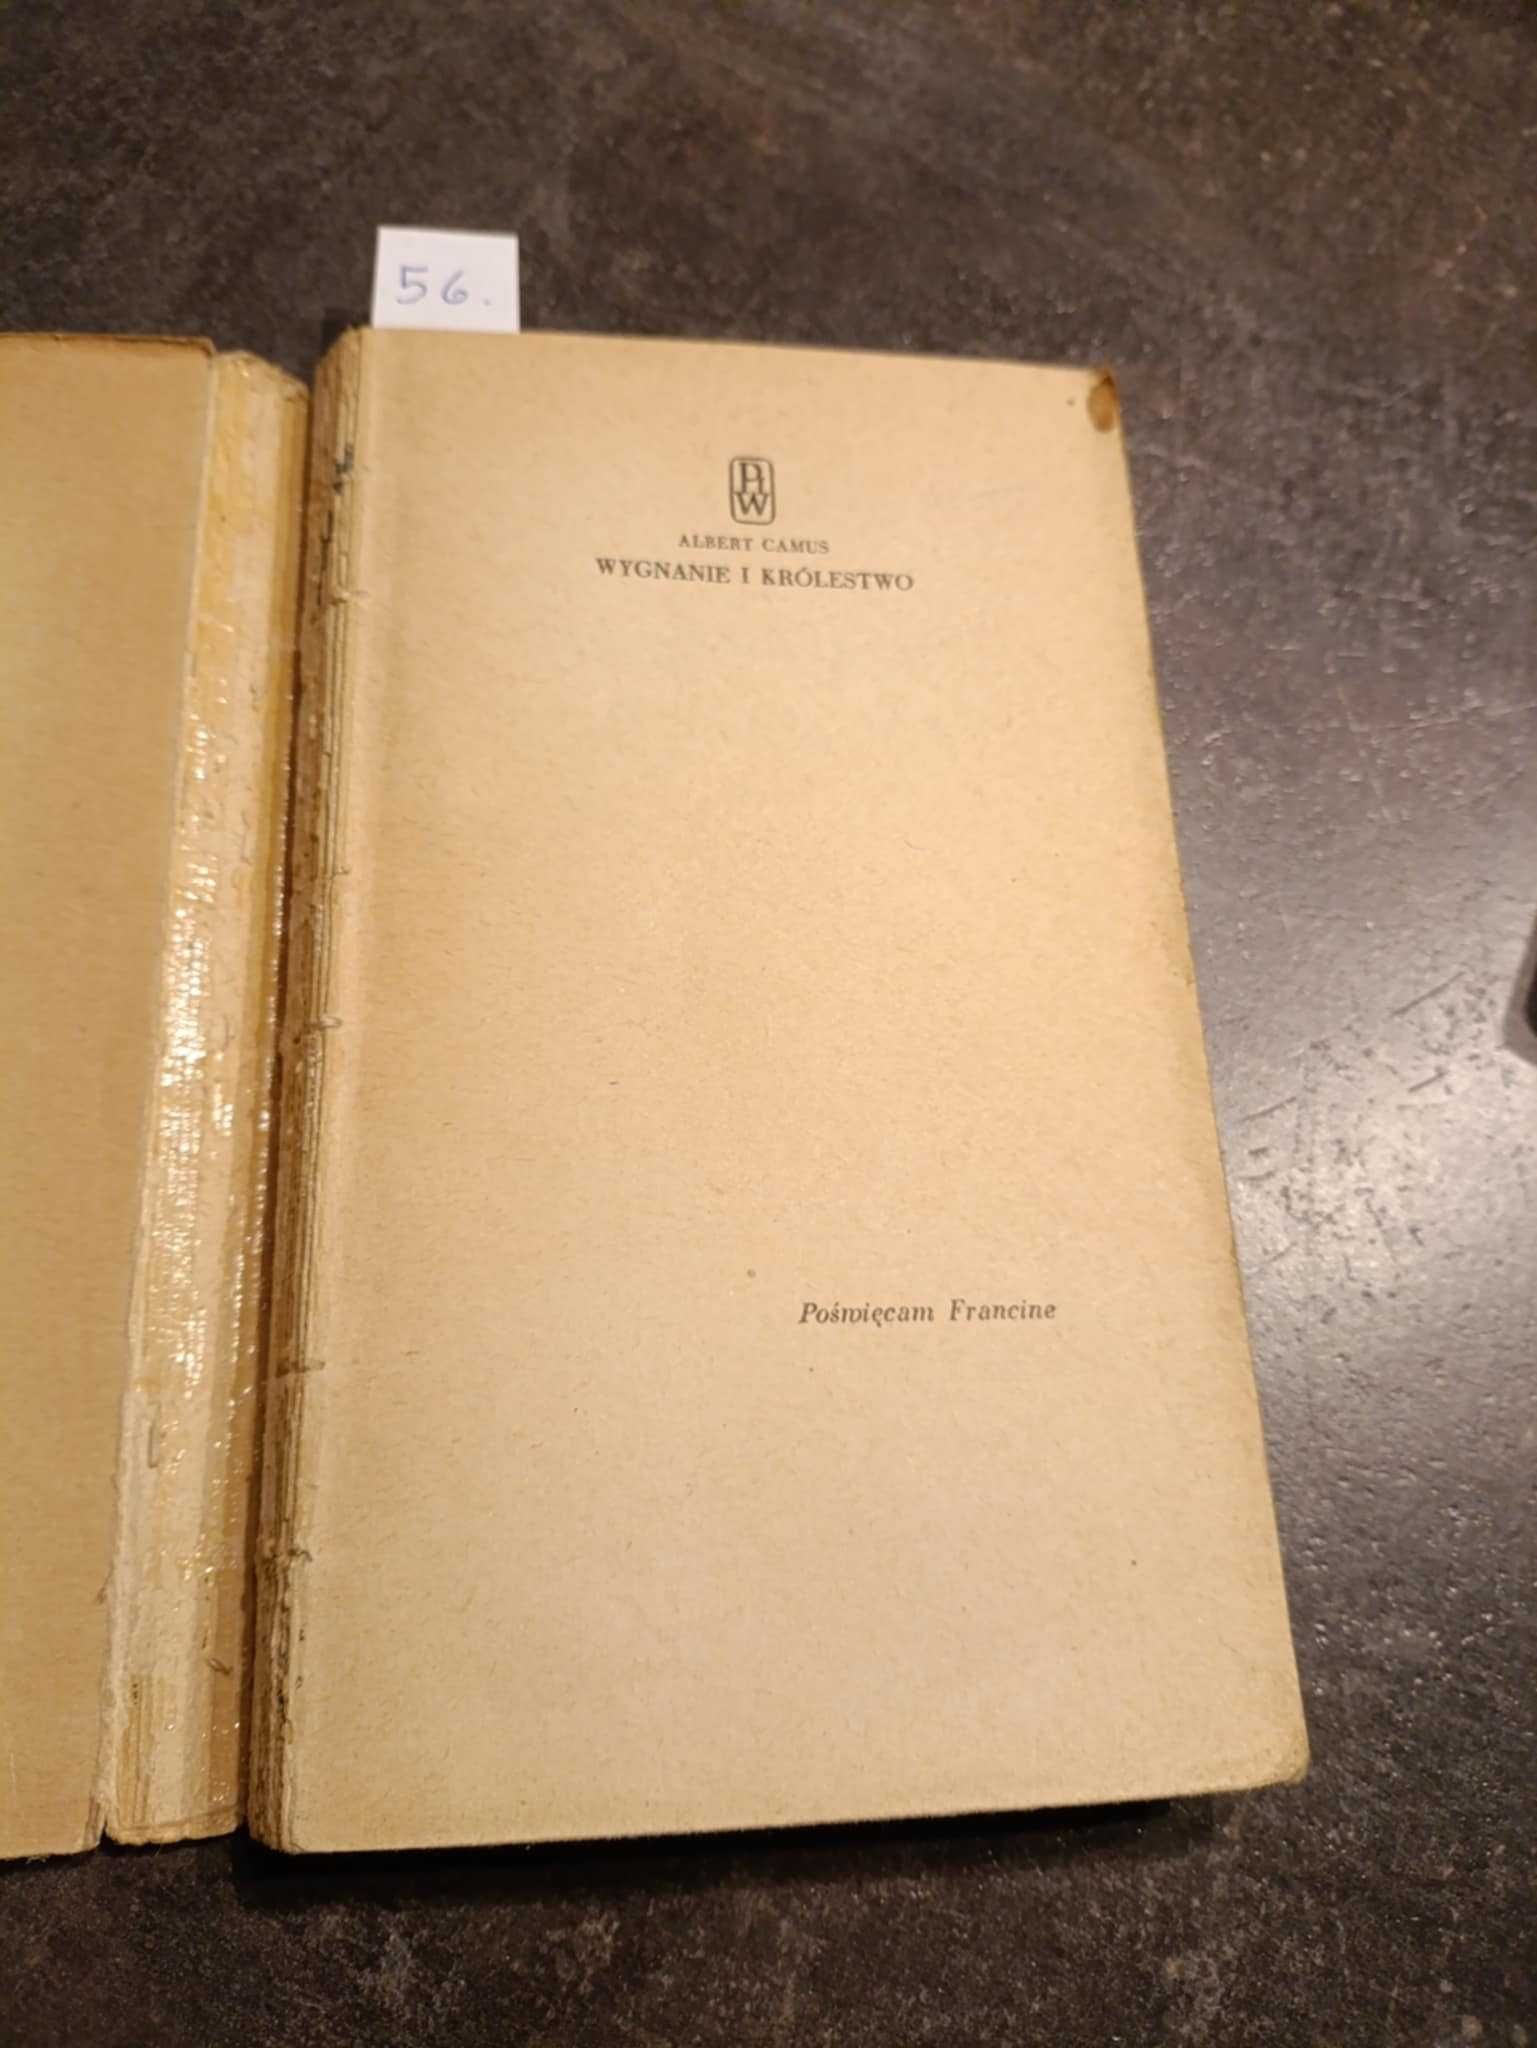 56.
PIW
ALBERT CAMUS
WYGNANIE I KRÓLESTWO
Poświęcam Francine